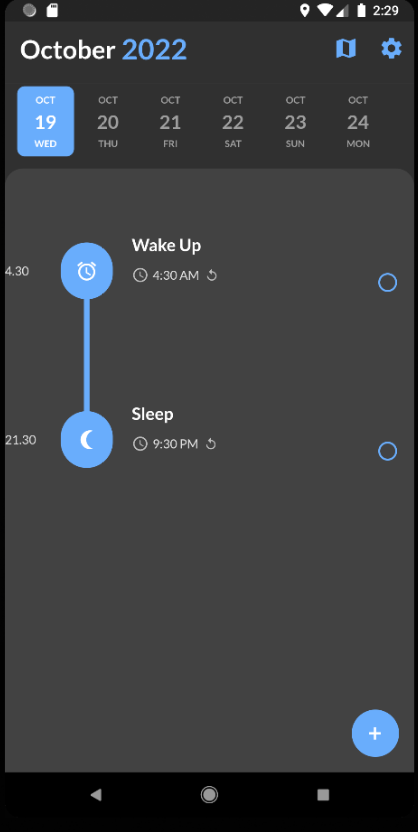 2:29
October 2022
OCT OCT OCT OCT OCT OCT
19 20 21 22 23 24
WED THU FRI SAT SUN MON
Wake Up
4.30
4:30 AM
Sleep
21.30
9:30 PM
+